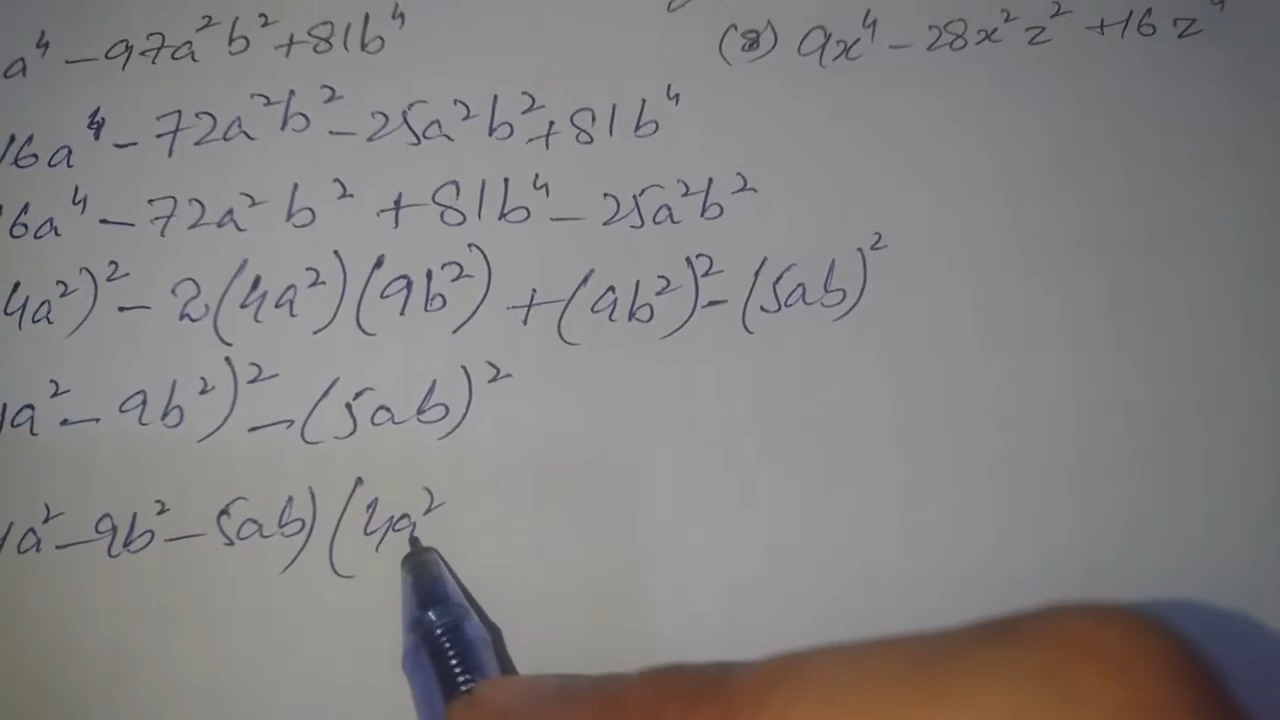 a⁴ - 97a²b² + 81b⁴
(8) 9x⁴ - 28x²z² + 16z⁴
16a⁴ - 72a²b² - 25a²b² + 81b⁴
6a⁴ - 72a²b² + 81b⁴ - 25a²b²
4a²)² - 2(4a²)(9b²) + (9b²)² - (5ab)²
a² - 9b²)² - (5ab)²
a² - 9b² - 5ab)(4a²